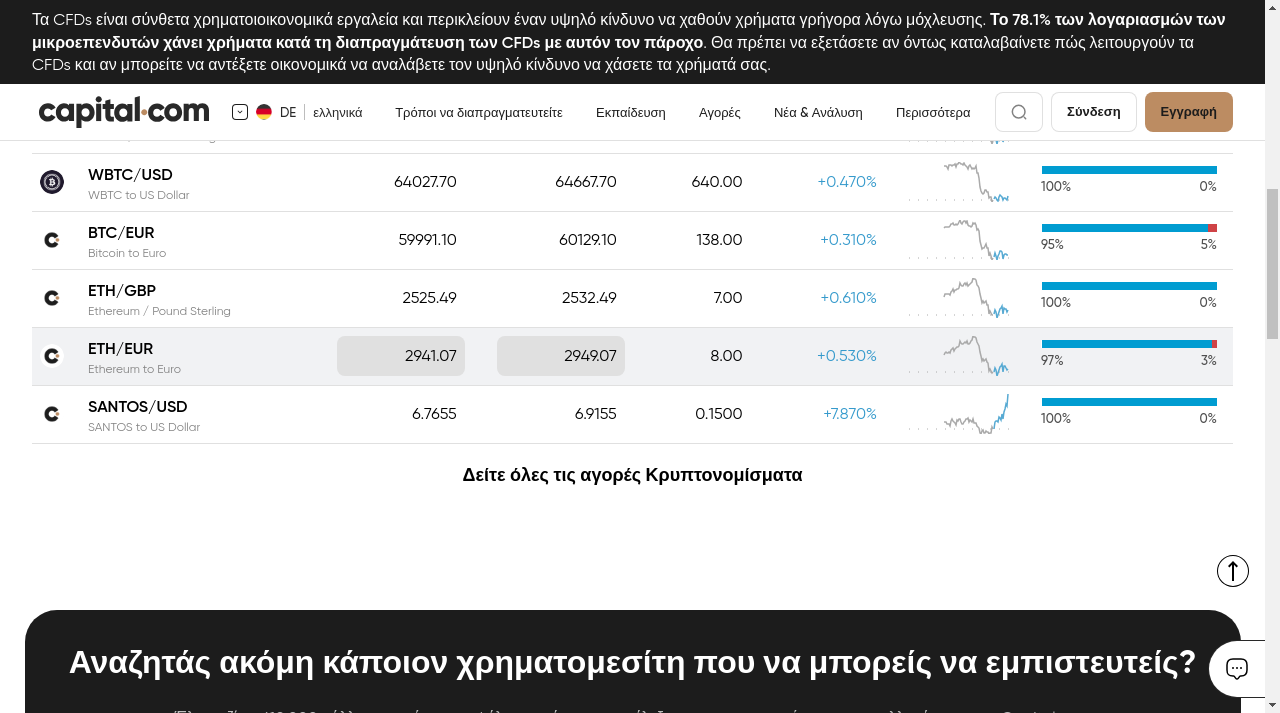 Τα CFDs είναι σύνθετα χρηματοιοικονομικά εργαλεία και περικλείουν έναν υψηλό κίνδυνο να χαθούν χρήματα γρήγορα λόγω μόχλευσης. Το 78.1% των λογαριασμών των
μικροεπενδυτών χάνει χρήματα κατά τη διαπραγμάτευση των CFDs με αυτόν τον πάροχο. Θα πρέπει να εξετάσετε αν όντως καταλαβαίνετε πώς λειτουργούν τα
CFDs και αν μπορείτε να αντέξετε οικονομικά να αναλάβετε τον υψηλό κίνδυνο να χάσετε τα χρήματά σας.
capital.com DE ελληνικά Τρόποι να διαπραγματευτείτε Εκπαίδευση Αγορές Νέα & Ανάλυση Περισσότερα Σύνδεση Εγγραφή
WBTC/USD 64027.70 64667.70 640.00 +0.470% 100% 0%
WBTC to US Dollar
BTC/EUR 59991.10 60129.10 138.00 +0.310% 95% 5%
Bitcoin to Euro
ETH/GBP 2525.49 2532.49 7.00 +0.610% 100% 0%
Ethereum / Pound Sterling
ETH/EUR 2941.07 2949.07 8.00 +0.530% 97% 3%
Ethereum to Euro
SANTOS/USD 6.7655 6.9155 0.1500 +7.870% 100% 0%
SANTOS to US Dollar
Δείτε όλες τις αγορές Κρυπτονομίσματα
Αναζητάς ακόμη κάποιον χρηματομεσίτη που να μπορείς να εμπιστευτείς?